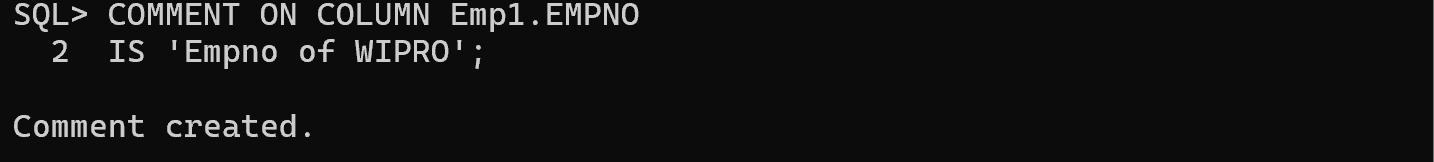 SQL> COMMENT ON COLUMN Emp1.EMPNO
  2  IS 'Empno of WIPRO';
Comment created.